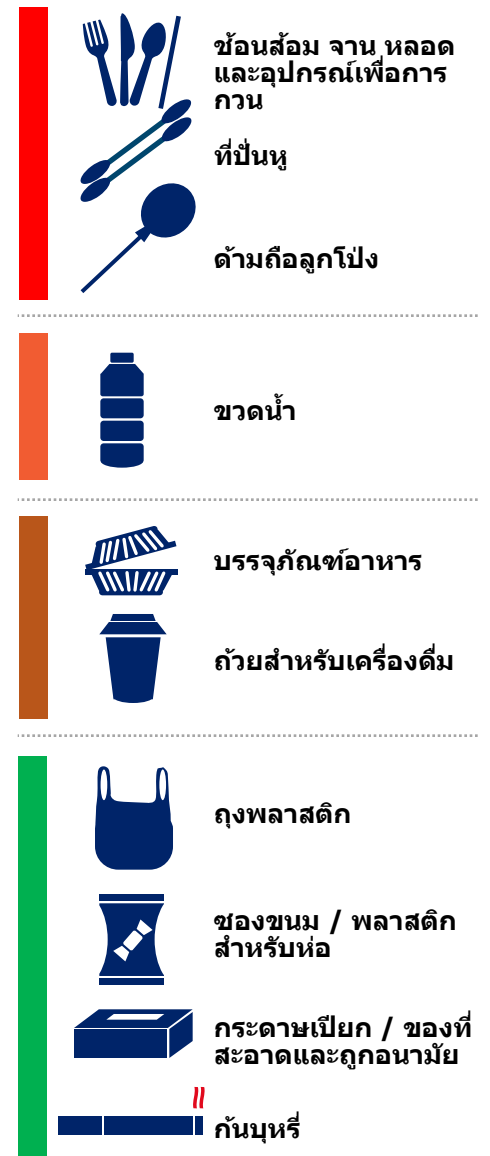 ช้อนส้อม จาน หลอด
และอุปกรณ์เพื่อการ
กวน
ที่ปั่นหู
ด้ามถือลูกโป่ง
ขวดน้ำ
บรรจุภัณฑ์อาหาร
ถ้วยสำหรับเครื่องดื่ม
ถุงพลาสติก
ซองขนม / พลาสติก
สำหรับห่อ
กระดาษเปียก / ของที่
สะอาดและถูกอนามัย
ก้นบุหรี่